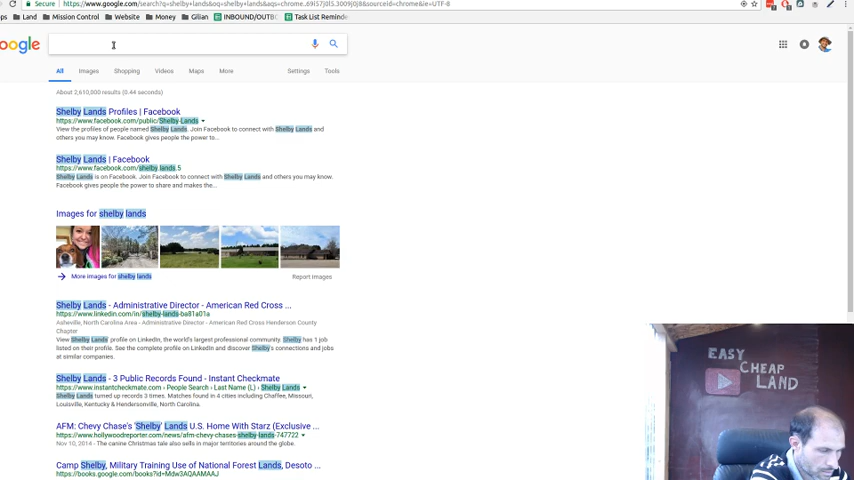 Secure https://www.google.com/search?q=shelby+lands&oq=shelby+lands&aqs=chrome..69i57j0l5.3009j0j8&sourceid=chrome&ie=UTF-8
ps Land Mission Control Website Money Gilian INBOUND/OUTBO Task List Reminde
oogle
All Images Shopping Videos Maps More Settings Tools
About 2,610,000 results (0.44 seconds)
Shelby Lands Profiles | Facebook
https://www.facebook.com/public/Shelby-Lands
View the profiles of people named Shelby Lands. Join Facebook to connect with Shelby Lands and
others you may know. Facebook gives people the power to...
Shelby Lands | Facebook
https://www.facebook.com/shelby.lands.5
Shelby Lands is on Facebook. Join Facebook to connect with Shelby Lands and others you may know.
Facebook gives people the power to share and makes the...
Images for shelby lands
More images for shelby lands Report images
Shelby Lands - Administrative Director - American Red Cross ...
https://www.linkedin.com/in/shelby-lands-ba81a01a
Asheville, North Carolina Area - Administrative Director - American Red Cross Henderson County
Chapter
View Shelby Lands' profile on LinkedIn, the world's largest professional community. Shelby has 1 job
listed on their profile. See the complete profile on LinkedIn and discover Shelby's connections and jobs
at similar companies.
Shelby Lands - 3 Public Records Found - Instant Checkmate
https://www.instantcheckmate.com › People Search › Last Name (L) › Shelby Lands
Shelby Lands turned up records 3 times. Matches found in 4 cities including Chaffee, Missouri,
Louisville, Kentucky & Hendersonville, North Carolina.
AFM: Chevy Chase's 'Shelby' Lands U.S. Home With Starz (Exclusive ...
https://www.hollywoodreporter.com/news/afm-chevy-chases-shelby-lands-747722
Nov 10, 2014 - The canine Christmas tale also sells in major territories around the globe.
Camp Shelby, Military Training Use of National Forest Lands, Desoto ...
https://books.google.com/books?id=Mdw3AQAAMAAJ
EASY
CHEAP
LAND